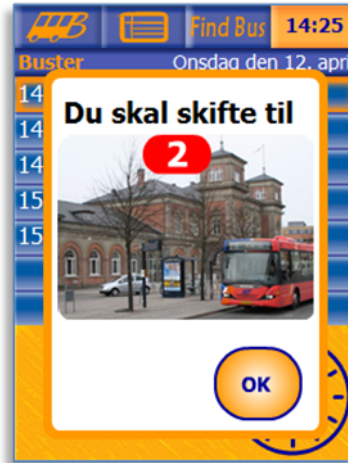 Find Bus
14:25
Buster
Onsdag den 12. apri
14
Du skal skifte til
14
2
14
15
15
OK